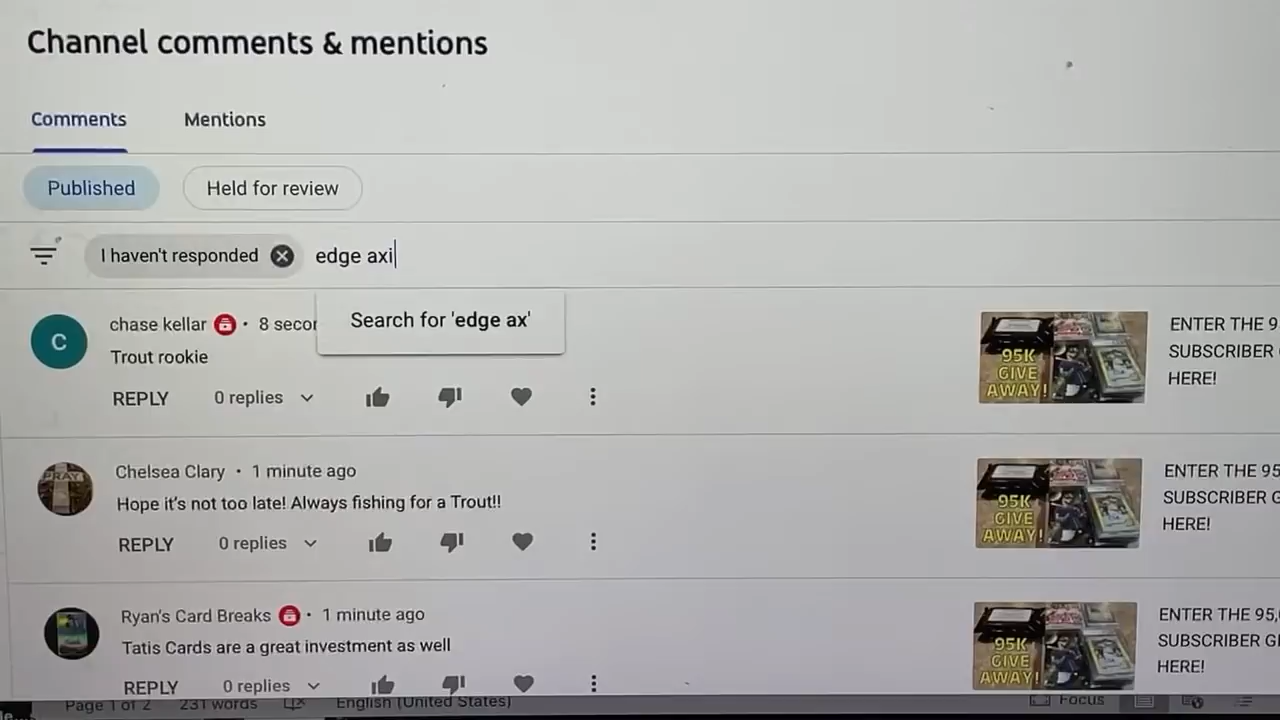 Channel comments & mentions
Comments Mentions
Published Held for review
I haven't responded edge axi
Search for 'edge ax'
C chase kellar · 8 secor
Trout rookie
REPLY 0 replies
95K GIVE AWAY!
ENTER THE 9
SUBSCRIBER
HERE!
PRAY
Chelsea Clary · 1 minute ago
Hope it's not too late! Always fishing for a Trout!!
REPLY 0 replies
95K GIVE AWAY!
ENTER THE 95
SUBSCRIBER G
HERE!
Ryan's Card Breaks · 1 minute ago
Tatis Cards are a great investment as well
REPLY 0 replies
95K GIVE AWAY!
ENTER THE 95,
SUBSCRIBER GI
HERE!
Page 1 of 2 231 words English (United States) Focus